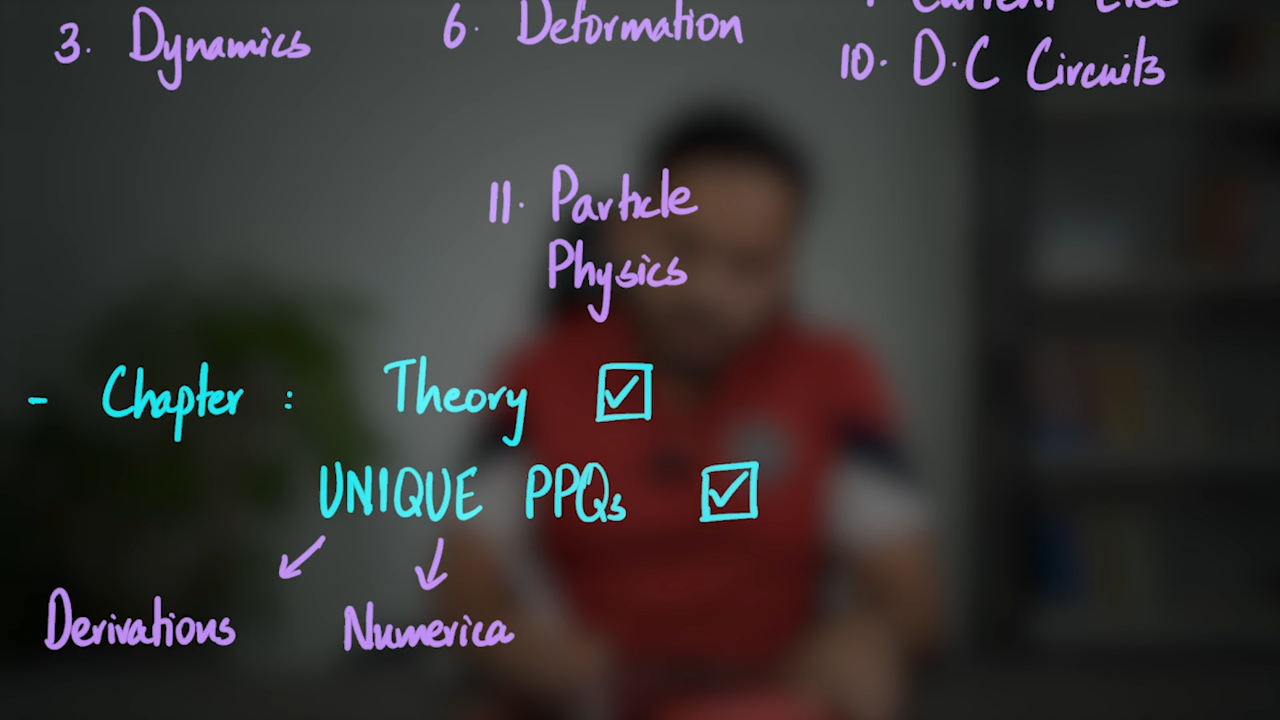 3. Dynamics
6. Deformation
10. D.C Circuits
11. Particle
Physics
- Chapter : Theory
UNIQUE PPQs
Derivations
Numerica